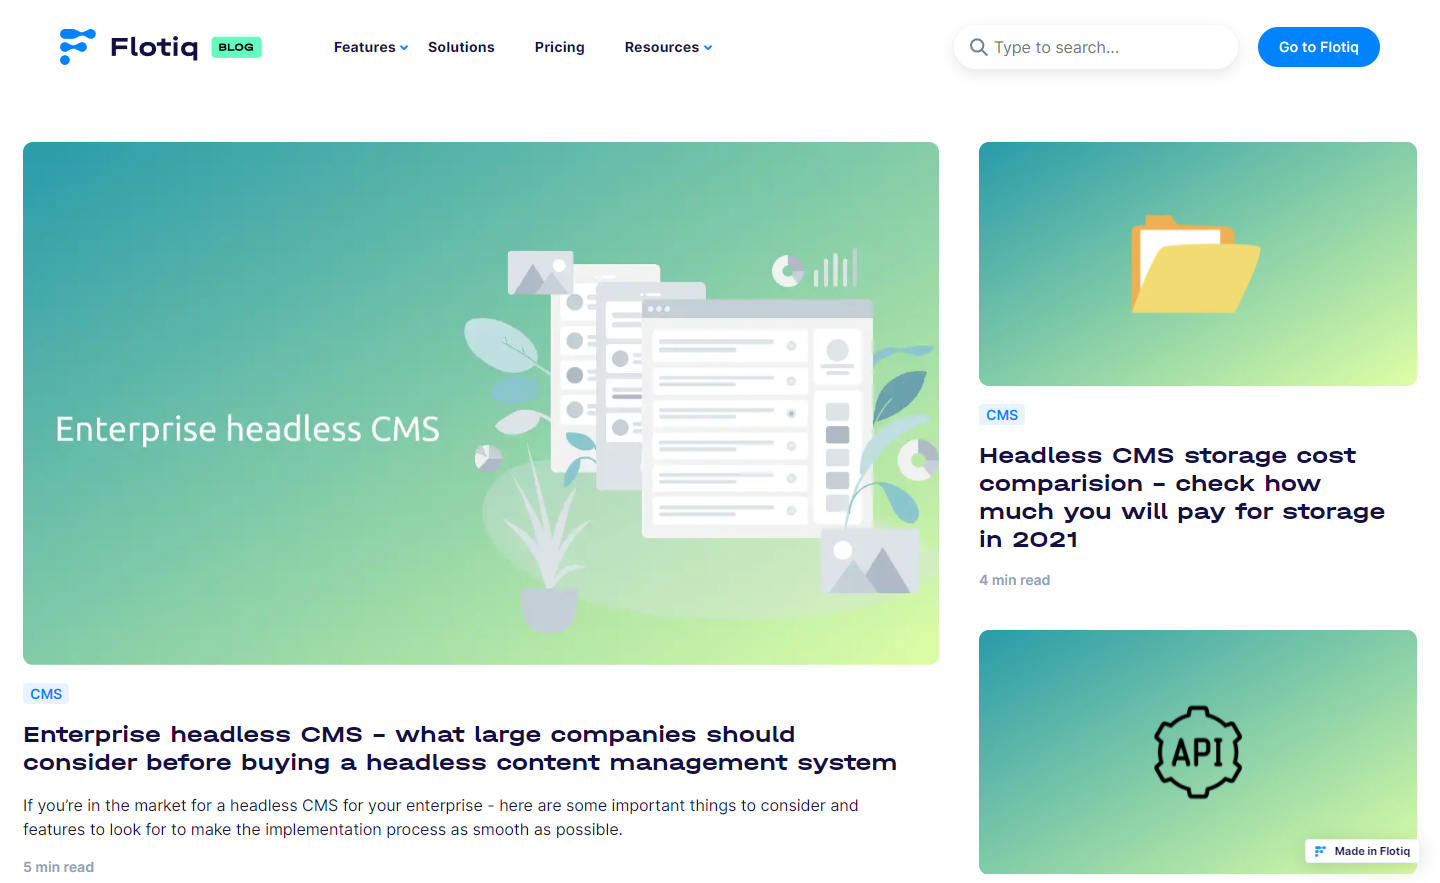 Flotiq BLOG
Features Solutions Pricing Resources
Type to search...
Go to Flotiq
Enterprise headless CMS
CMS
Enterprise headless CMS - what large companies should
consider before buying a headless content management system
If you’re in the market for a headless CMS for your enterprise - here are some important things to consider and
features to look for to make the implementation process as smooth as possible.
5 min read
CMS
Headless CMS storage cost
comparision - check how
much you will pay for storage
in 2021
4 min read
API
Made in Flotiq